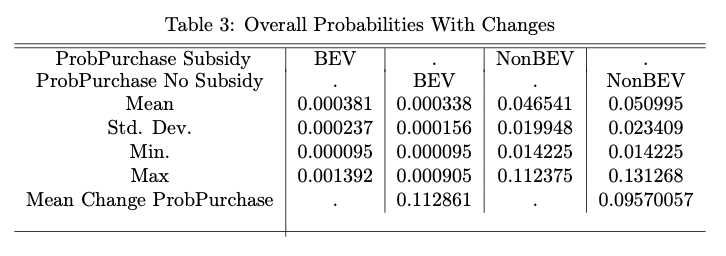 Table 3: Overall Probabilities With Changes
ProbPurchase Subsidy BEV . NonBEV .
ProbPurchase No Subsidy . BEV . NonBEV
Mean 0.000381 0.000338 0.046541 0.050995
Std. Dev. 0.000237 0.000156 0.019948 0.023409
Min. 0.000095 0.000095 0.014225 0.014225
Max 0.001392 0.000905 0.112375 0.131268
Mean Change ProbPurchase . 0.112861 . 0.09570057